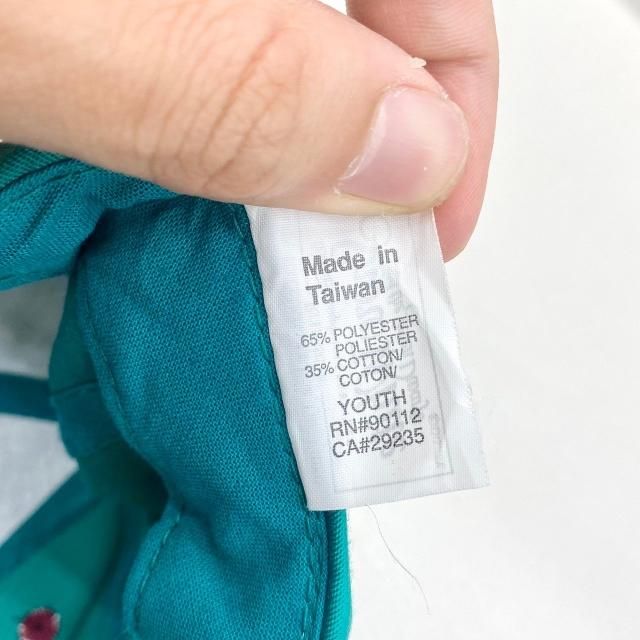 Made in
Taiwan
65% POLYESTER
POLIESTER
35% COTTON/
COTON/
YOUTH
RN#90112
CA#29235